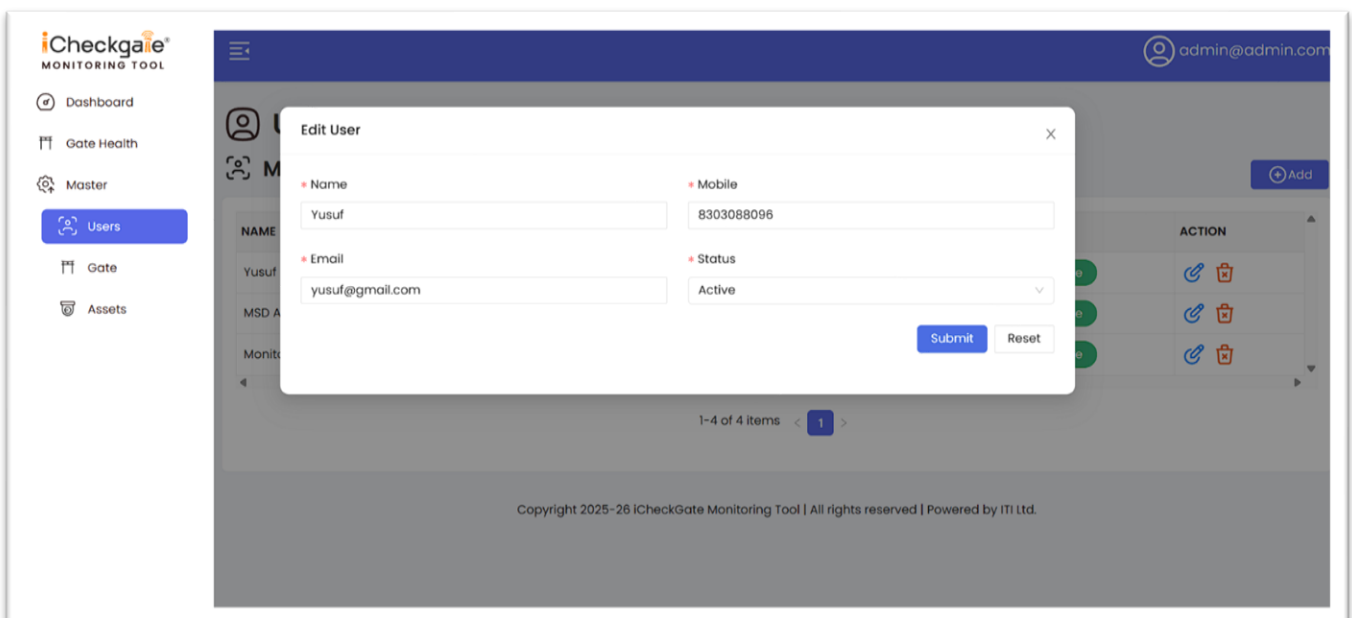 iCheckgate®
MONITORING TOOL
admin@admin.com
Dashboard
Gate Health
Master
Users
Gate
Assets
Add
Edit User
* Name
* Mobile
Yusuf
8303088096
* Email
* Status
yusuf@gmail.com
Active
Submit
Reset
NAME
ACTION
Yusuf
MSD A
Monito
1-4 of 4 items
1
Copyright 2025-26 iCheckGate Monitoring Tool | All rights reserved | Powered by ITI Ltd.